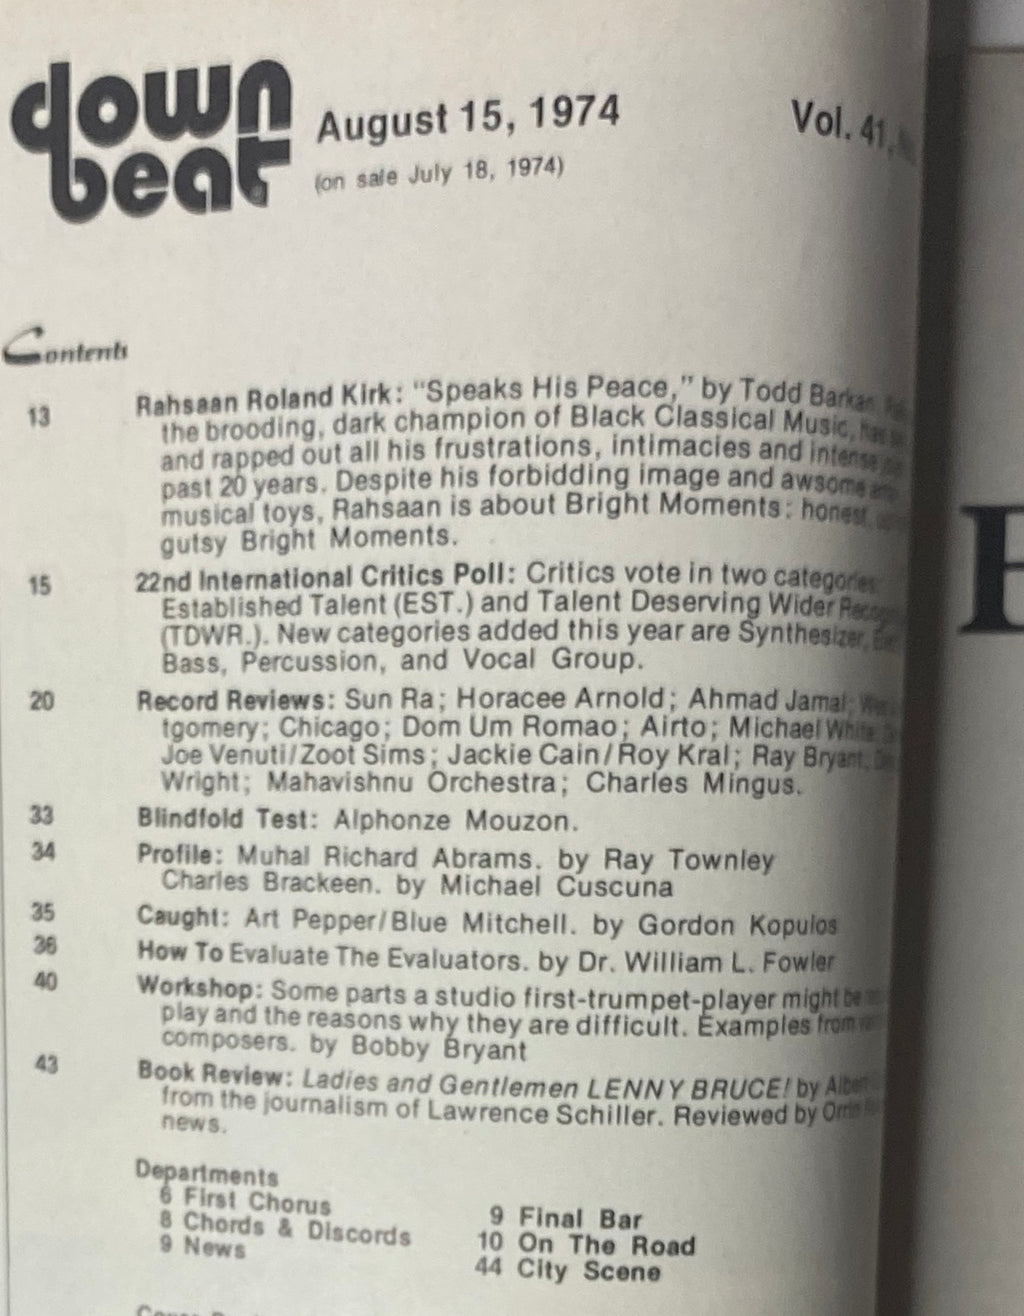 down
beat
August 15, 1974
(on sale July 18, 1974)
Vol. 41,
Contents
13 Rahsaan Roland Kirk: "Speaks His Peace," by Todd Barkan.
the brooding, dark champion of Black Classical Music, has
and rapped out all his frustrations, intimacies and intense
past 20 years. Despite his forbidding image and awsome
musical toys, Rahsaan is about Bright Moments: honest,
gutsy Bright Moments.
15 22nd International Critics Poll: Critics vote in two categories
Established Talent (EST.) and Talent Deserving Wider
(TDWR.). New categories added this year are Synthesizer,
Bass, Percussion, and Vocal Group.
20 Record Reviews: Sun Ra; Horacee Arnold; Ahmad Jamal;
tgomery; Chicago; Dom Um Romao; Airto; Michael White
Joe Venuti/Zoot Sims; Jackie Cain/Roy Kral; Ray Bryant,
Wright; Mahavishnu Orchestra; Charles Mingus.
33 Blindfold Test: Alphonze Mouzon.
34 Profile: Muhal Richard Abrams. by Ray Townley
Charles Brackeen. by Michael Cuscuna
35 Caught: Art Pepper/Blue Mitchell. by Gordon Kopulos
36 How To Evaluate The Evaluators. by Dr. William L. Fowler
40 Workshop: Some parts a studio first-trumpet-player might be
play and the reasons why they are difficult. Examples from
composers. by Bobby Bryant
43 Book Review: Ladies and Gentlemen LENNY BRUCE! by
from the journalism of Lawrence Schiller. Reviewed by
news.
Departments
6 First Chorus
8 Chords & Discords
9 News
9 Final Bar
10 On The Road
44 City Scene